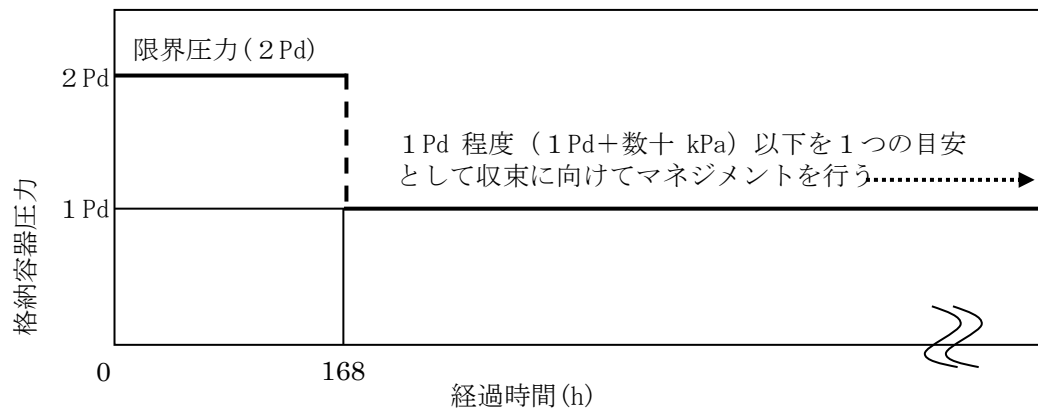 限界圧力(２Pd)
２Pd
１Pd 程度（１Pd＋数十 kPa）以下を１つの目安
として収束に向けてマネジメントを行う
１Pd
格納容器圧力
0
168
経過時間(h)